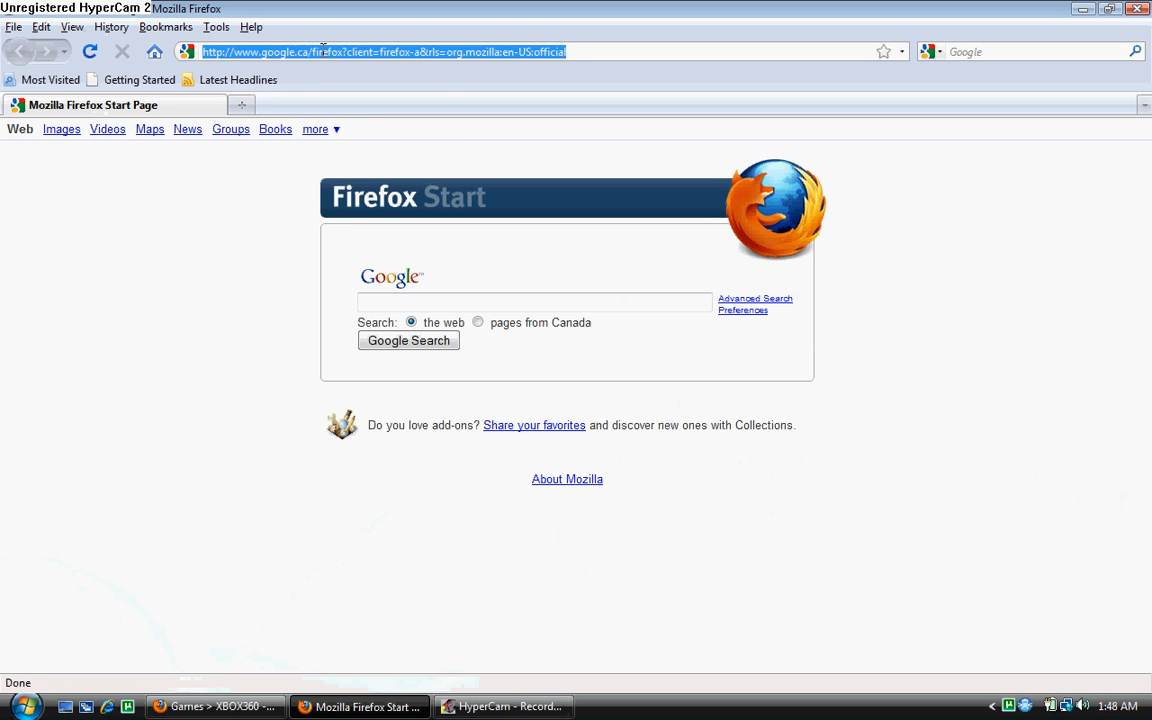 Unregistered HyperCam 2 Mozilla Firefox
File Edit View History Bookmarks Tools Help
http://www.google.ca/firefox?client=firefox-a&rls=org.mozilla:en-US:official
Google
Most Visited Getting Started Latest Headlines
Mozilla Firefox Start Page
Web Images Videos Maps News Groups Books more ▼
Firefox Start
Google™
Advanced Search
Preferences
Search: the web pages from Canada
Google Search
Do you love add-ons? Share your favorites and discover new ones with Collections.
About Mozilla
Done
Games > XBOX360 -... Mozilla Firefox Start ... HyperCam - Record... 1:48 AM